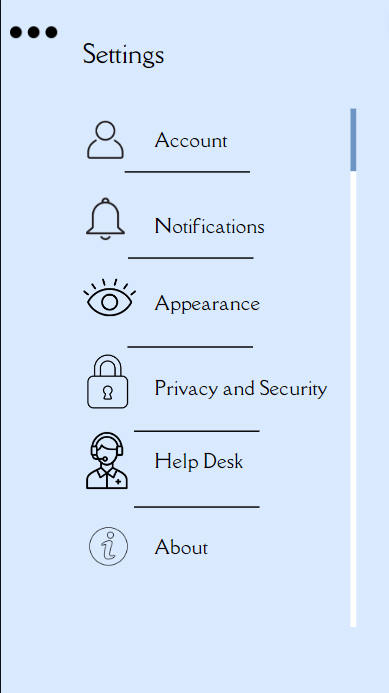 Settings
Account
Notifications
Appearance
Privacy and Security
Help Desk
About